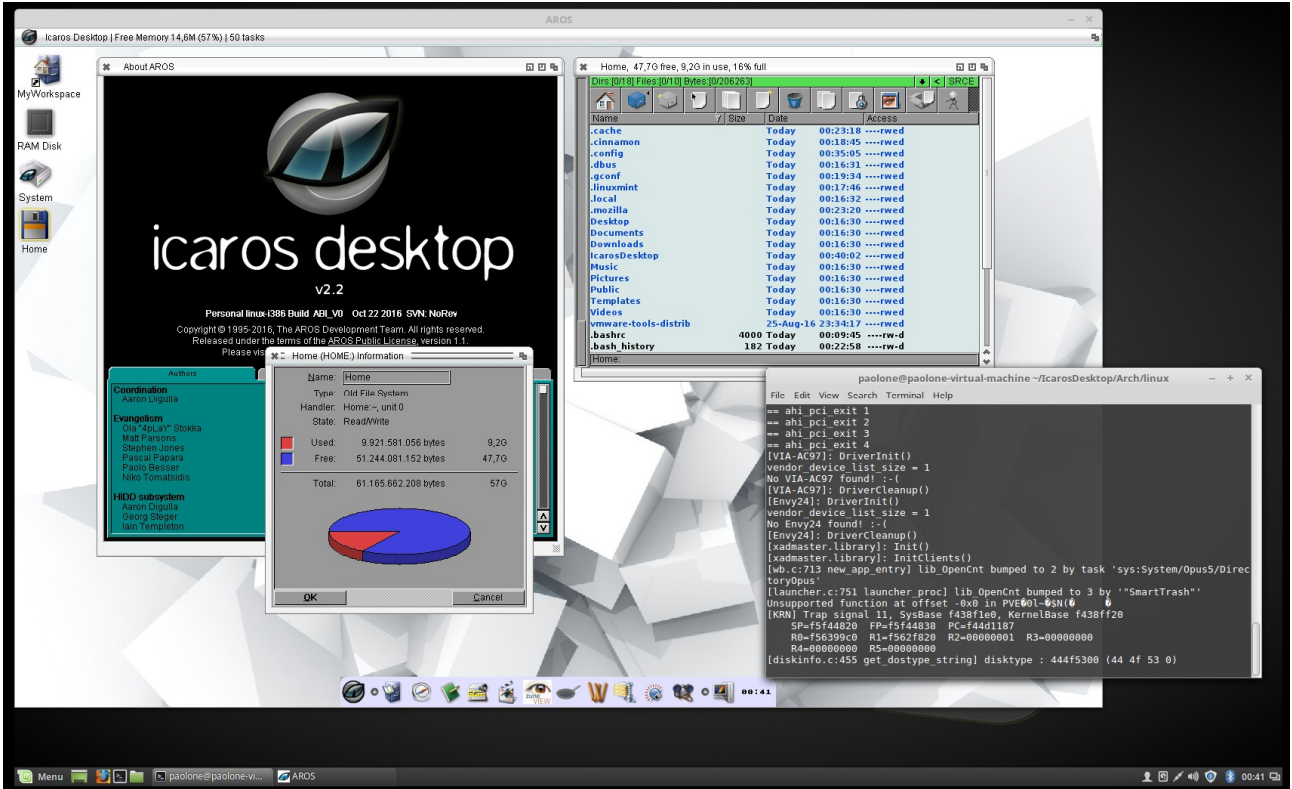 AROS
Icaros Desktop | Free Memory 14,6M (57%) | 50 tasks
MyWorkspace
RAM Disk
System
Home
About AROS
icaros desktop
v2.2
Personal linux-i386 Build ABI_V0 Oct 22 2016 SVN: NoRev
Copyright © 1995-2016, The AROS Development Team. All rights reserved.
Released under the terms of the AROS Public License, version 1.1.
Please vis
Authors
Coordination
Aaron Digulla
Evangelism
Ola "4pLaY" Stokka
Matt Parsons
Stephen Jones
Pascal Papara
Paolo Besser
Niko Tomatsidis
HIDD subsystem
Aaron Digulla
Georg Steger
Iain Templeton
Home (HOME:) Information
Name: Home
Type: Old File System
Handler: Home:~, unit 0
State: Read/Write
Used: 9.921.581.056 bytes 9,2G
Free: 51.244.081.152 bytes 47,7G
Total: 61.165.662.208 bytes 57G
OK Cancel
Home, 47,7G free, 9,2G in use, 16% full
Dirs:[0/18] Files:[0/10] Bytes:[0/206263] < SRCE
Name Size Date Access
.cache Today 00:23:18 ----rwed
.cinnamon Today 00:18:45 ----rwed
.config Today 00:35:05 ----rwed
.dbus Today 00:16:31 ----rwed
.gconf Today 00:19:34 ----rwed
.linuxmint Today 00:17:46 ----rwed
.local Today 00:16:32 ----rwed
.mozilla Today 00:23:20 ----rwed
Desktop Today 00:16:30 ----rwed
Documents Today 00:16:30 ----rwed
Downloads Today 00:16:30 ----rwed
IcarosDesktop Today 00:40:02 ----rwed
Music Today 00:16:30 ----rwed
Pictures Today 00:16:30 ----rwed
Public Today 00:16:30 ----rwed
Templates Today 00:16:30 ----rwed
Videos Today 00:16:30 ----rwed
vmware-tools-distrib 25-Aug-16 23:34:17 ----rwed
.bashrc 4000 Today 00:09:45 ----rw-d
.bash_history 182 Today 00:22:58 ----rw-d
Home:
paolone@paolone-virtual-machine ~/IcarosDesktop/Arch/linux
File Edit View Search Terminal Help
== ahi_pci_exit 1
== ahi_pci_exit 2
== ahi_pci_exit 3
== ahi_pci_exit 4
[VIA-AC97]: DriverInit()
vendor_device_list_size = 1
No VIA-AC97 found! :-(
[VIA-AC97]: DriverCleanup()
[Envy24]: DriverInit()
vendor_device_list_size = 1
No Envy24 found! :-(
[Envy24]: DriverCleanup()
[xadmaster.library]: Init()
[xadmaster.library]: InitClients()
[wb.c:713 new_app_entry] lib_OpenCnt bumped to 2 by task 'sys:System/Opus5/Direc
toryOpus'
[launcher.c:751 launcher_proc] lib_OpenCnt bumped to 3 by '"SmartTrash"'
Unsupported function at offset -0x0 in PVE�0l~�$N(� �
[KRN] Trap signal 11, SysBase f438f1e0, KernelBase f438ff20
SP=f5f44820 FP=f5f44838 PC=f44d1187
R0=f56399c0 R1=f562f820 R2=00000001 R3=00000000
R4=00000000 R5=00000000
[diskinfo.c:455 get_dostype_string] disktype : 444f5300 (44 4f 53 0)
zune
VIEW
00:41
Menu
paolone@paolone-vi...
AROS
00:41